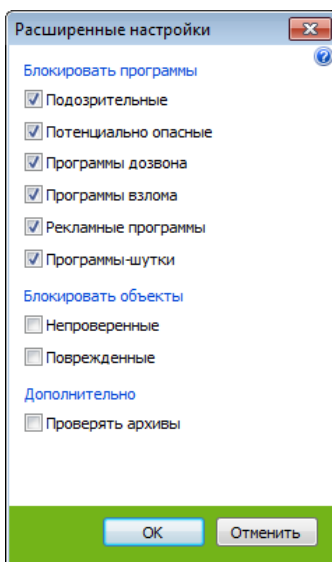 Расширенные настройки
Блокировать программы
Подозрительные
Потенциально опасные
Программы дозвона
Программы взлома
Рекламные программы
Программы-шутки
Блокировать объекты
Непроверенные
Поврежденные
Дополнительно
Проверять архивы
OK
Отменить